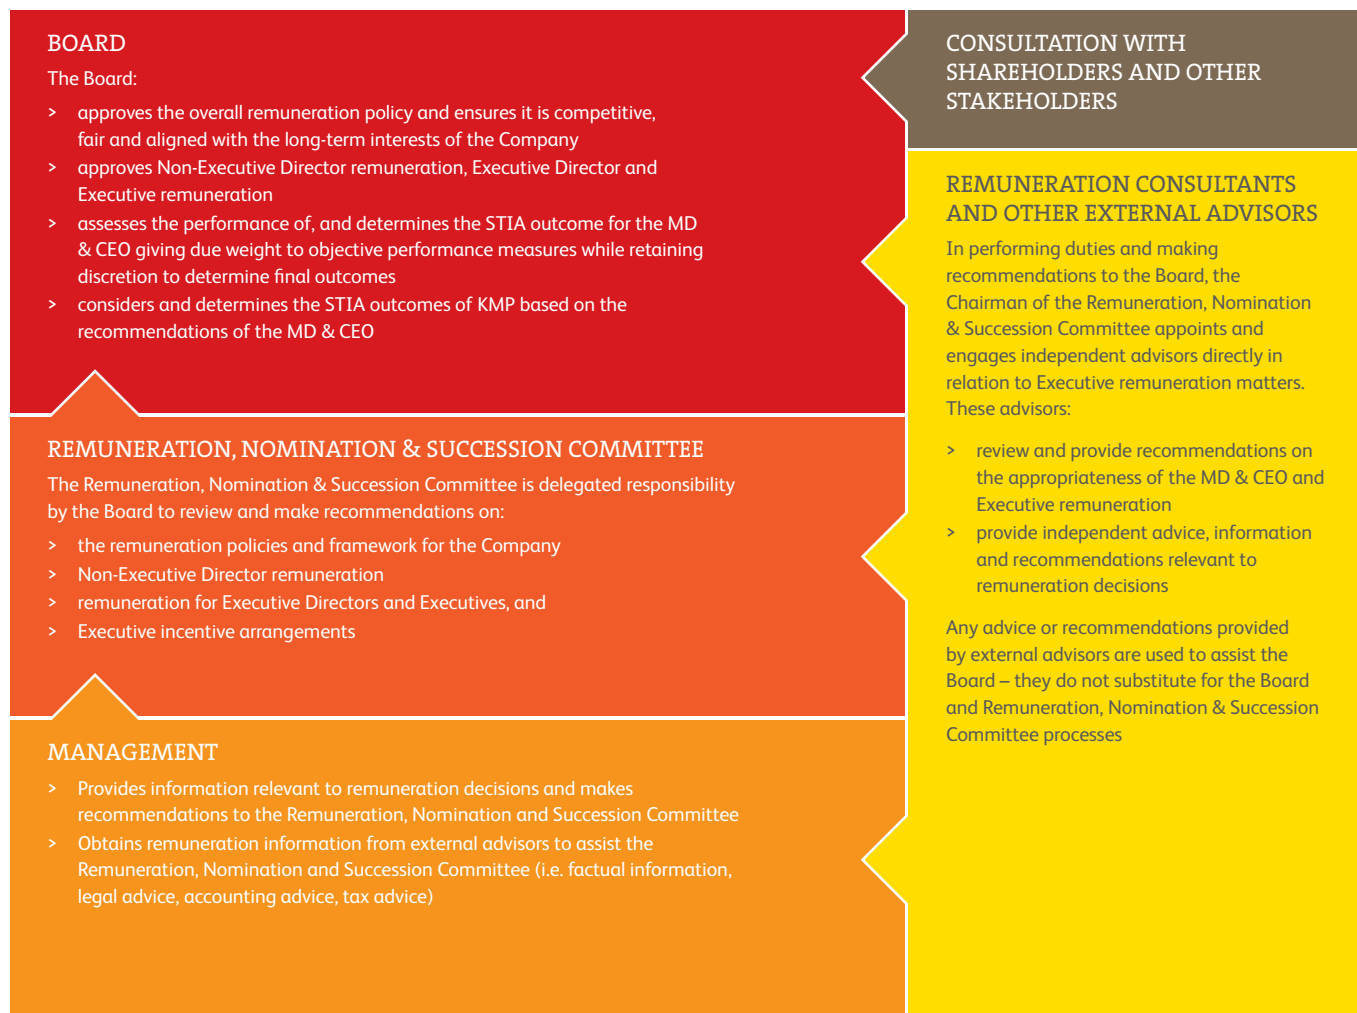 BOARD
The Board:
> approves the overall remuneration policy and ensures it is competitive,
fair and aligned with the long-term interests of the Company
> approves Non-Executive Director remuneration, Executive Director and
Executive remuneration
> assesses the performance of, and determines the STIA outcome for the MD
& CEO giving due weight to objective performance measures while retaining
discretion to determine final outcomes
> considers and determines the STIA outcomes of KMP based on the
recommendations of the MD & CEO
REMUNERATION, NOMINATION & SUCCESSION COMMITTEE
The Remuneration, Nomination & Succession Committee is delegated responsibility
by the Board to review and make recommendations on:
> the remuneration policies and framework for the Company
> Non-Executive Director remuneration
> remuneration for Executive Directors and Executives, and
> Executive incentive arrangements
MANAGEMENT
> Provides information relevant to remuneration decisions and makes
recommendations to the Remuneration, Nomination and Succession Committee
> Obtains remuneration information from external advisors to assist the
Remuneration, Nomination and Succession Committee (i.e. factual information,
legal advice, accounting advice, tax advice)
CONSULTATION WITH
SHAREHOLDERS AND OTHER
STAKEHOLDERS
REMUNERATION CONSULTANTS
AND OTHER EXTERNAL ADVISORS
In performing duties and making
recommendations to the Board, the
Chairman of the Remuneration, Nomination
& Succession Committee appoints and
engages independent advisors directly in
relation to Executive remuneration matters.
These advisors:
> review and provide recommendations on
the appropriateness of the MD & CEO and
Executive remuneration
> provide independent advice, information
and recommendations relevant to
remuneration decisions
Any advice or recommendations provided
by external advisors are used to assist the
Board – they do not substitute for the Board
and Remuneration, Nomination & Succession
Committee processes